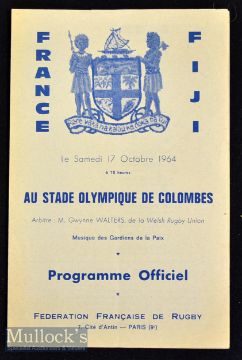 FRANCE
FIJI
le Samedi 17 Octobre 1964
à 15 heures
AU STADE OLYMPIQUE DE COLOMBES
Arbitre : M. Gwynne WALTERS, de la Welsh Rugby Union
Musique des Gardiens de la Paix
Programme Officiel
FEDERATION FRANÇAISE DE RUGBY
7, Cité d'Antin - PARIS (9e)
Mullock's